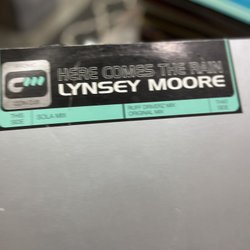 HERE COMES THE RAIN
LYNSEY MOORE
THIS SIDE
SOLA MIX
THIS SIDE
RUFF DRIVERZ MIX
ORIGINAL MIX